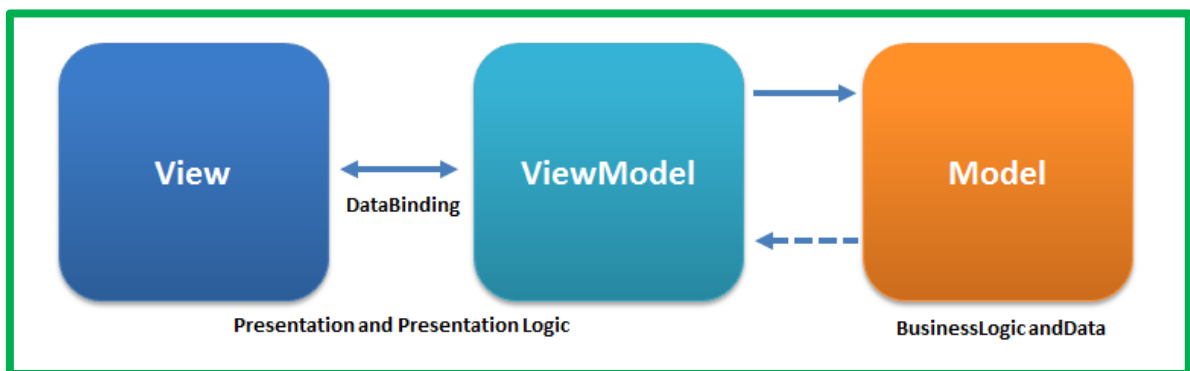 View
ViewModel
Model
DataBinding
Presentation and Presentation Logic
BusinessLogic andData